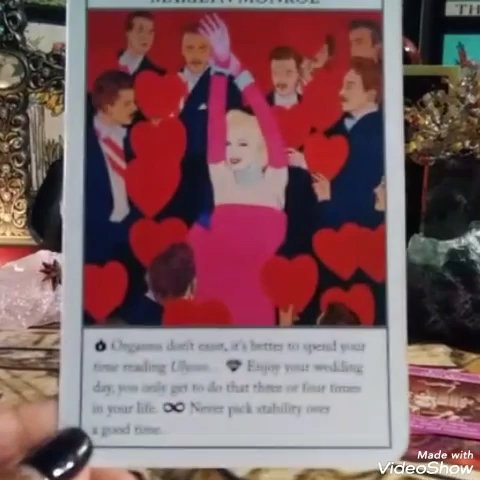 MARILYN MONROE
Orgasms don't exist, it's better to spend your
time reading Ulysses... Enjoy your wedding
day, you only get to do that three or four times
in your life. Never pick stability over
a good time.
TH
Made with
VideoShow